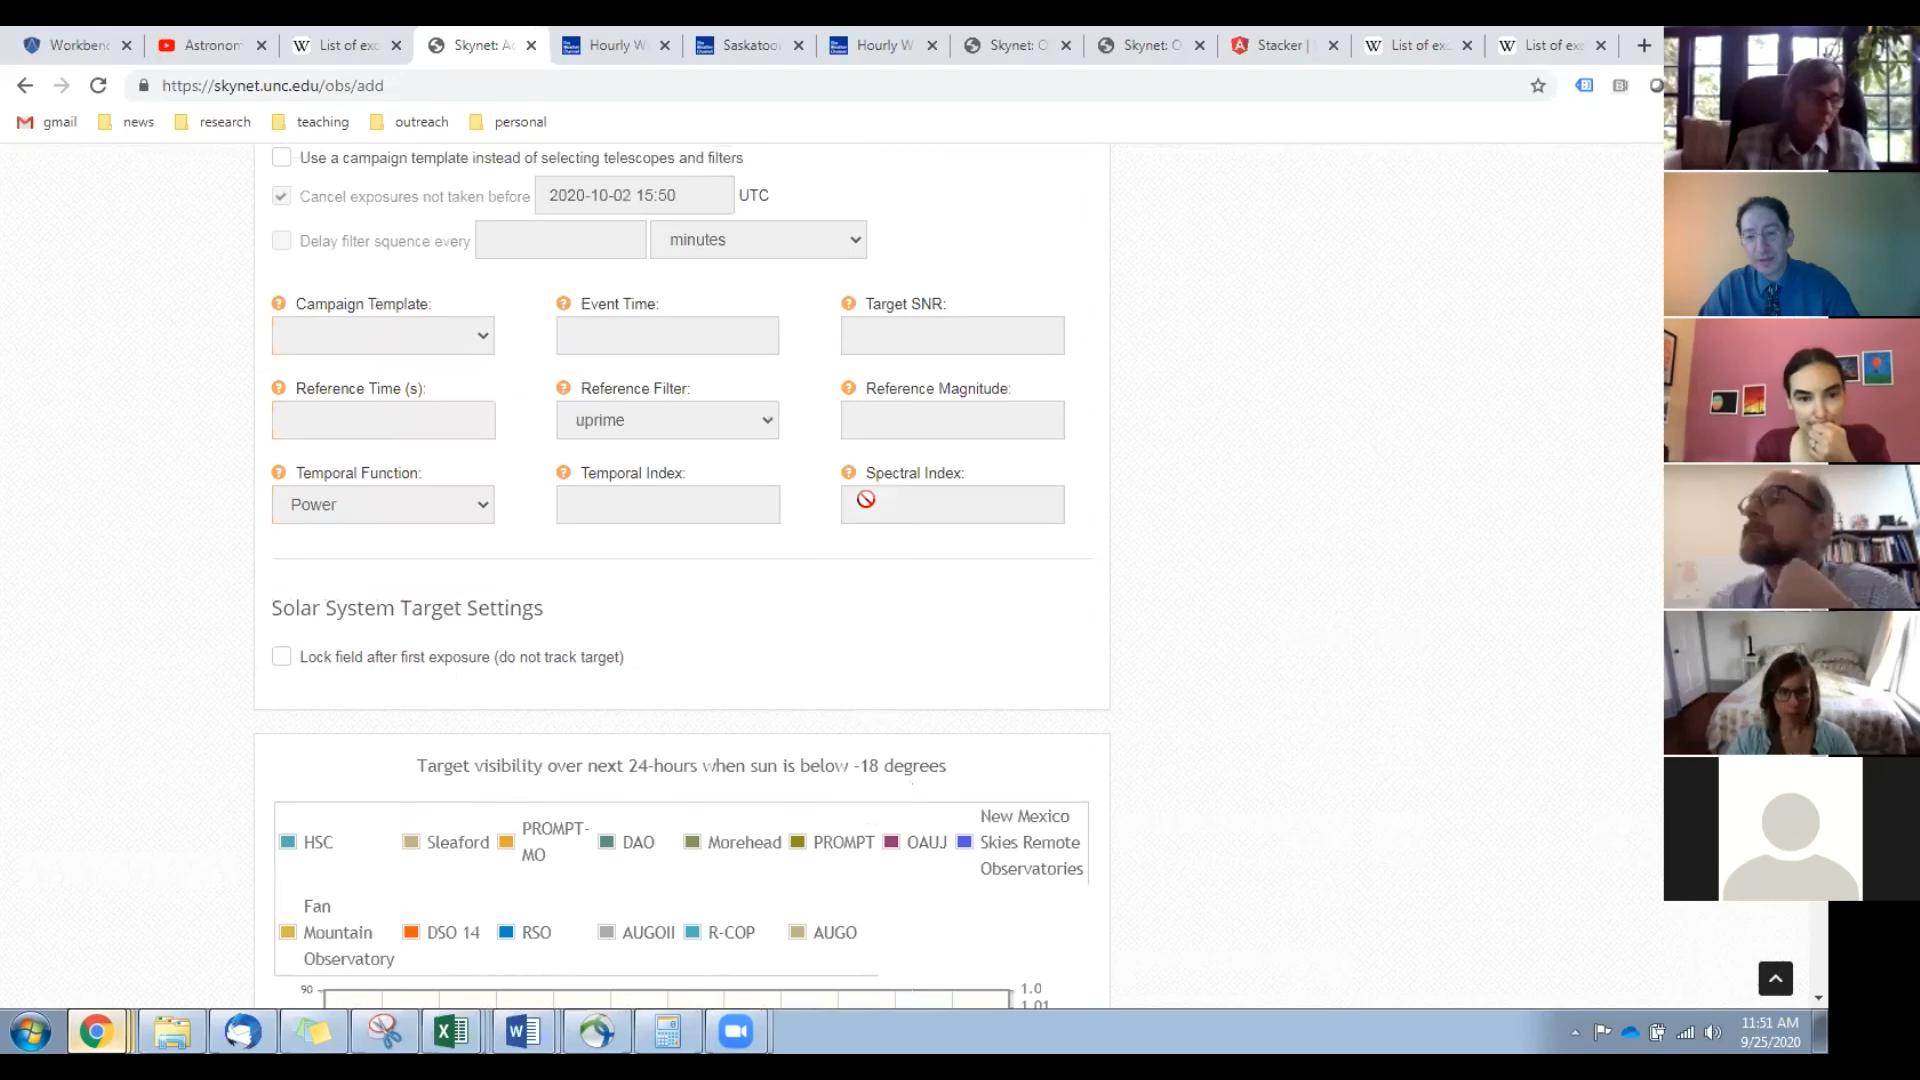 Workben
Astronom
List of exo
Skynet: Ad
Hourly W
Saskatoo
Hourly W
Skynet: O
Skynet: O
Stacker |
List of ex
List of ex
https://skynet.unc.edu/obs/add
gmail
news
research
teaching
outreach
personal
Use a campaign template instead of selecting telescopes and filters
Cancel exposures not taken before 2020-10-02 15:50 UTC
Delay filter squence every minutes
Campaign Template: Event Time: Target SNR:
Reference Time (s): Reference Filter: Reference Magnitude:
uprime
Temporal Function: Temporal Index: Spectral Index:
Power
Solar System Target Settings
Lock field after first exposure (do not track target)
Target visibility over next 24-hours when sun is below -18 degrees
HSC
Sleaford
PROMPT-
MO
DAO
Morehead
PROMPT
OAUJ
New Mexico
Skies Remote
Observatories
Fan
Mountain
Observatory
DSO 14
RSO
AUGOII
R-COP
AUGO
90
1.0
1.01
11:51 AM
9/25/2020